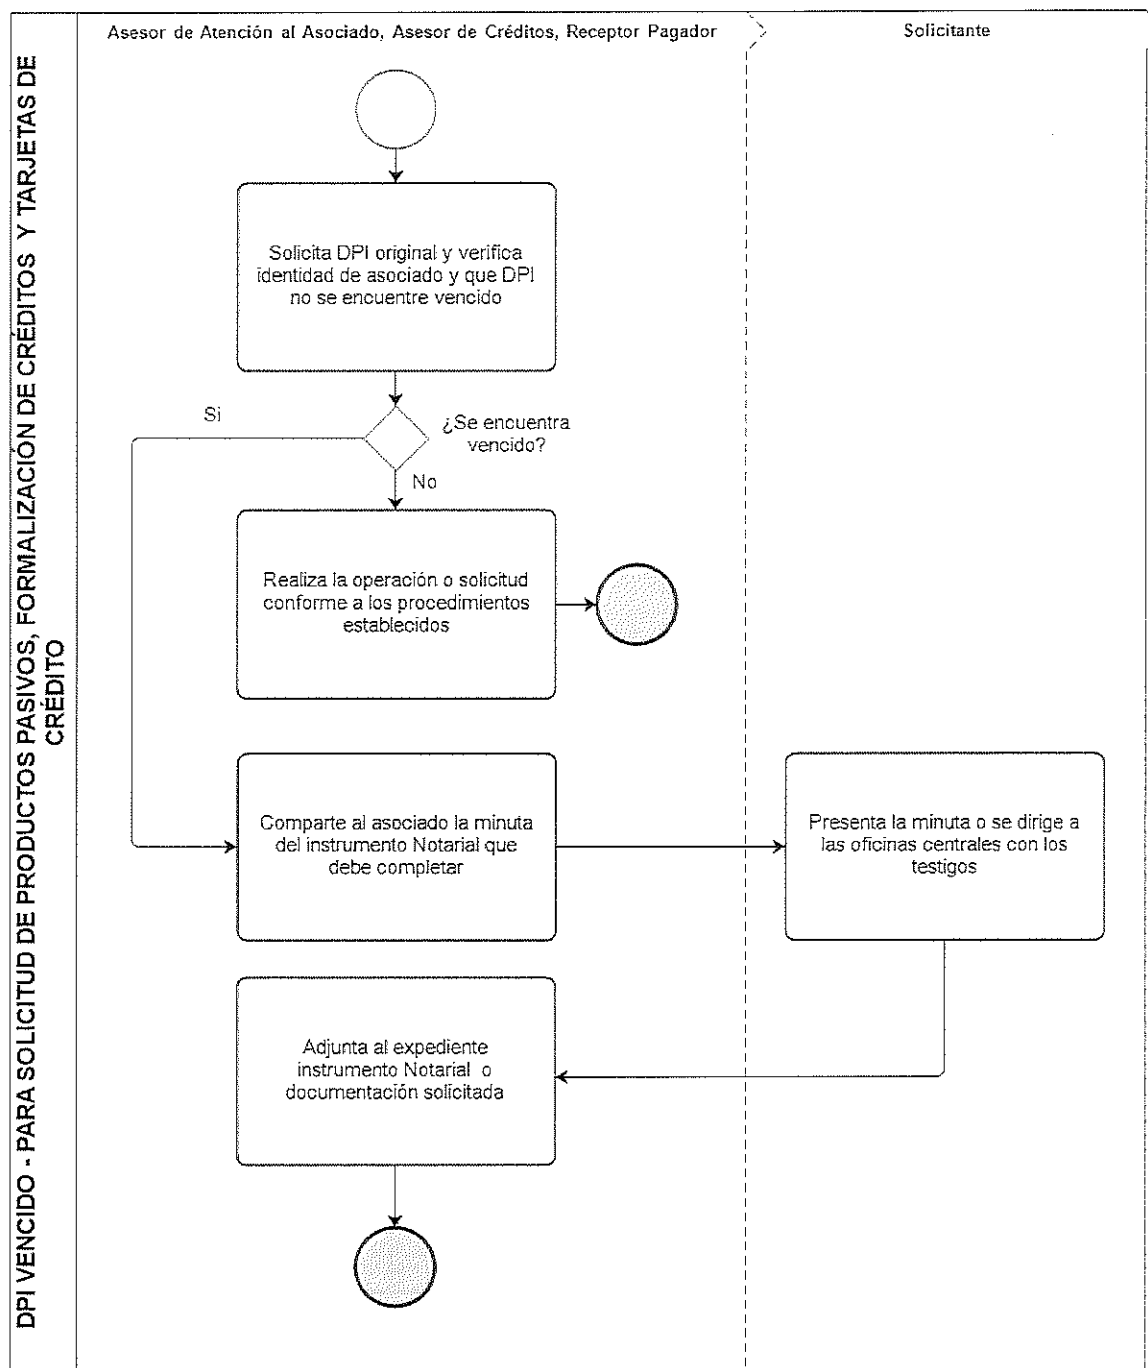 DPI VENCIDO - PARA SOLICITUD DE PRODUCTOS PASIVOS, FORMALIZACIÓN DE CRÉDITOS Y TARJETAS DE
CRÉDITO
Asesor de Atención al Asociado, Asesor de Créditos, Receptor Pagador
Solicitante
Solicita DPI original y verifica
identidad de asociado y que DPI
no se encuentre vencido
Si
¿Se encuentra
vencido?
No
Realiza la operación o solicitud
conforme a los procedimientos
establecidos
Comparte al asociado la minuta
del instrumento Notarial que
debe completar
Presenta la minuta o se dirige a
las oficinas centrales con los
testigos
Adjunta al expediente
instrumento Notarial o
documentación solicitada